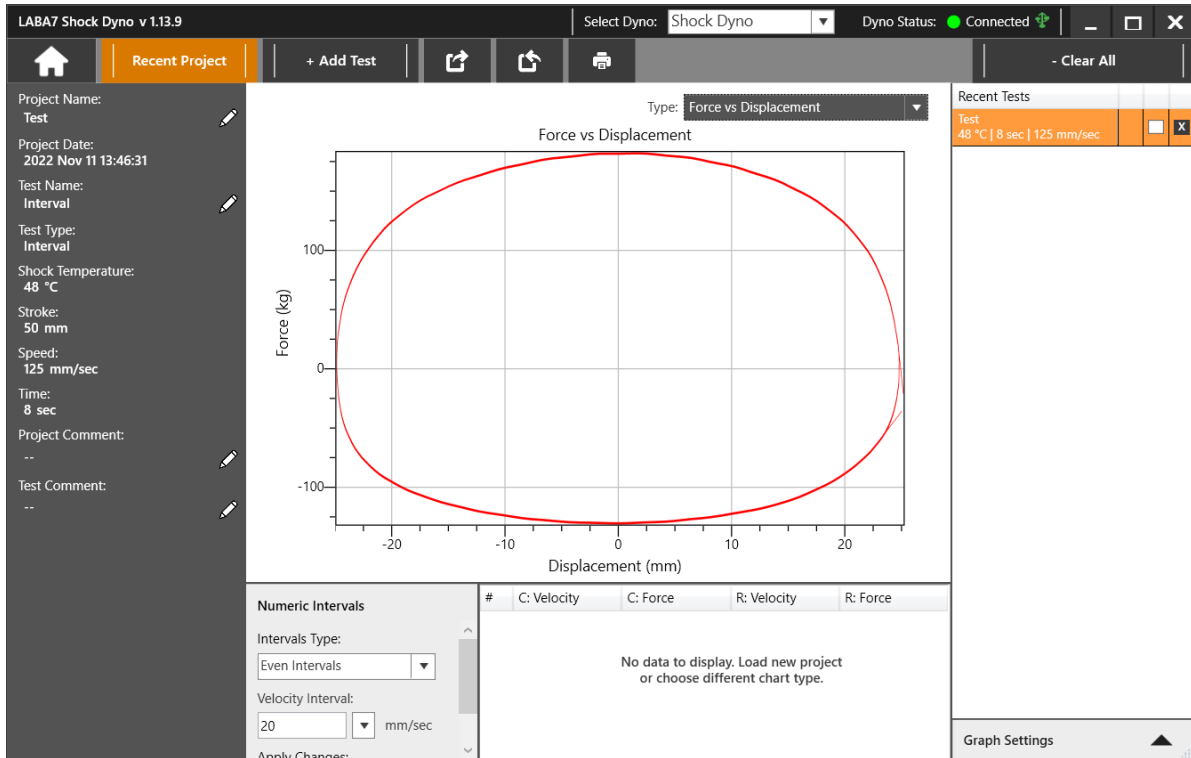 LABA7 Shock Dyno v 1.13.9
Select Dyno: Shock Dyno
Dyno Status: Connected
Recent Project
+ Add Test
- Clear All
Project Name:
Test
Project Date:
2022 Nov 11 13:46:31
Test Name:
Interval
Test Type:
Interval
Shock Temperature:
48 °C
Stroke:
50 mm
Speed:
125 mm/sec
Time:
8 sec
Project Comment:
--
Test Comment:
--
Type: Force vs Displacement
Force vs Displacement
Force (kg)
100
0
-100
-20 -10 0 10 20
Displacement (mm)
Numeric Intervals
Intervals Type:
Even Intervals
Velocity Interval:
20 mm/sec
Apply Changes:
# C: Velocity C: Force R: Velocity R: Force
No data to display. Load new project
or choose different chart type.
Recent Tests
Test
48 °C | 8 sec | 125 mm/sec
X
Graph Settings